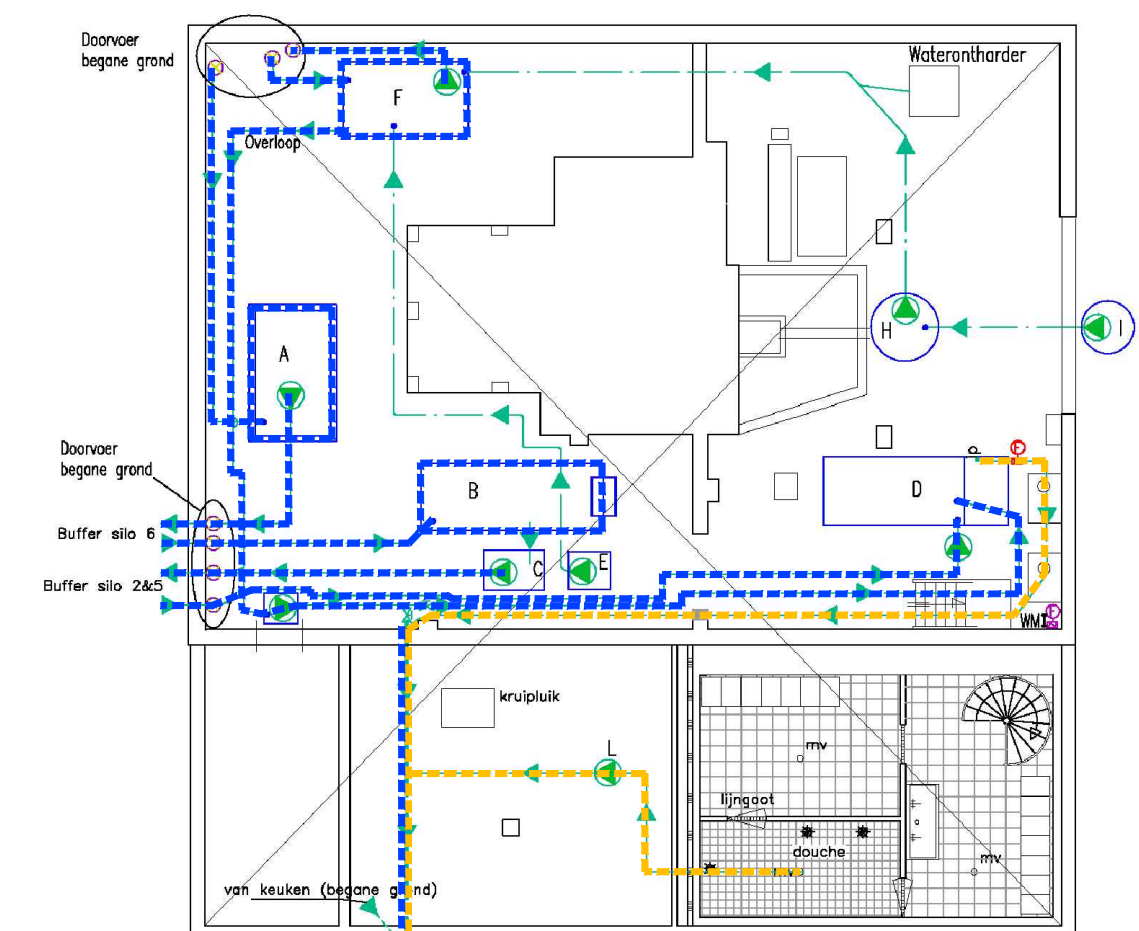 Doorvoer
begane grond
Waterontharder
F
Overloop
H
I
A
Doorvoer
begane grond
P
F
B
D
Buffer silo 6
C
E
Buffer silo 2&5
F
WMI
kruipluik
L
mv
lijngoot
douche
mv
van keuken (begane g nd)